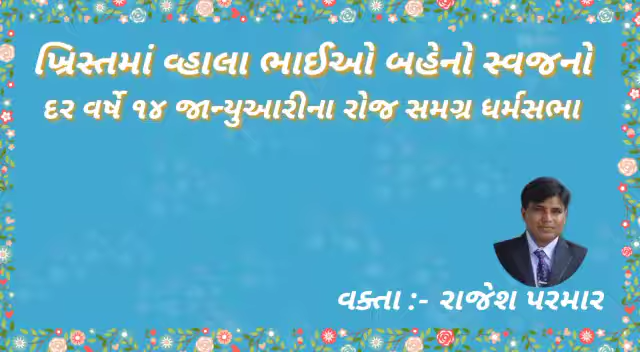 ખ્રિસ્તમાં વ્હાલા ભાઈઓ બહેનો સ્વજનો
દર વર્ષે ૧૪ જાન્યુઆરીના રોજ સમગ્ર ધર્મસભા
વક્તા :- રાજેશ પરમાર